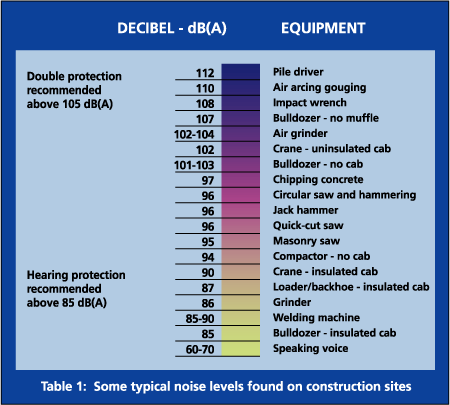 DECIBEL - dB(A) EQUIPMENT
Double protection
recommended
above 105 dB(A)
112 Pile driver
110 Air arcing gouging
108 Impact wrench
107 Bulldozer - no muffle
102-104 Air grinder
102 Crane - uninsulated cab
101-103 Bulldozer - no cab
97 Chipping concrete
96 Circular saw and hammering
96 Jack hammer
96 Quick-cut saw
95 Masonry saw
94 Compactor - no cab
Hearing protection
recommended
above 85 dB(A)
90 Crane - insulated cab
87 Loader/backhoe - insulated cab
86 Grinder
85-90 Welding machine
85 Bulldozer - insulated cab
60-70 Speaking voice
Table 1: Some typical noise levels found on construction sites